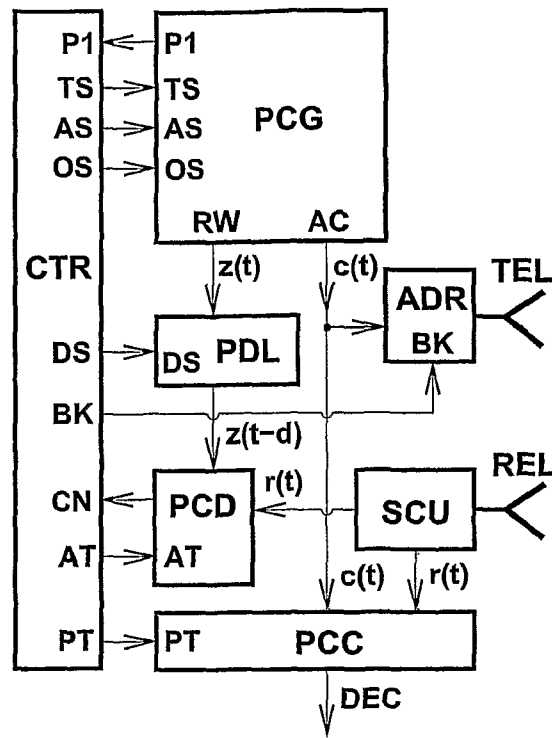 P1 P1
TS TS
AS AS
OS OS
PCG
RW AC
CTR
z(t) c(t)
TEL
ADR
BK
DS DS PDL
BK
z(t−d)
r(t)
REL
CN PCD
SCU
AT AT
c(t) r(t)
PT PT PCC
DEC